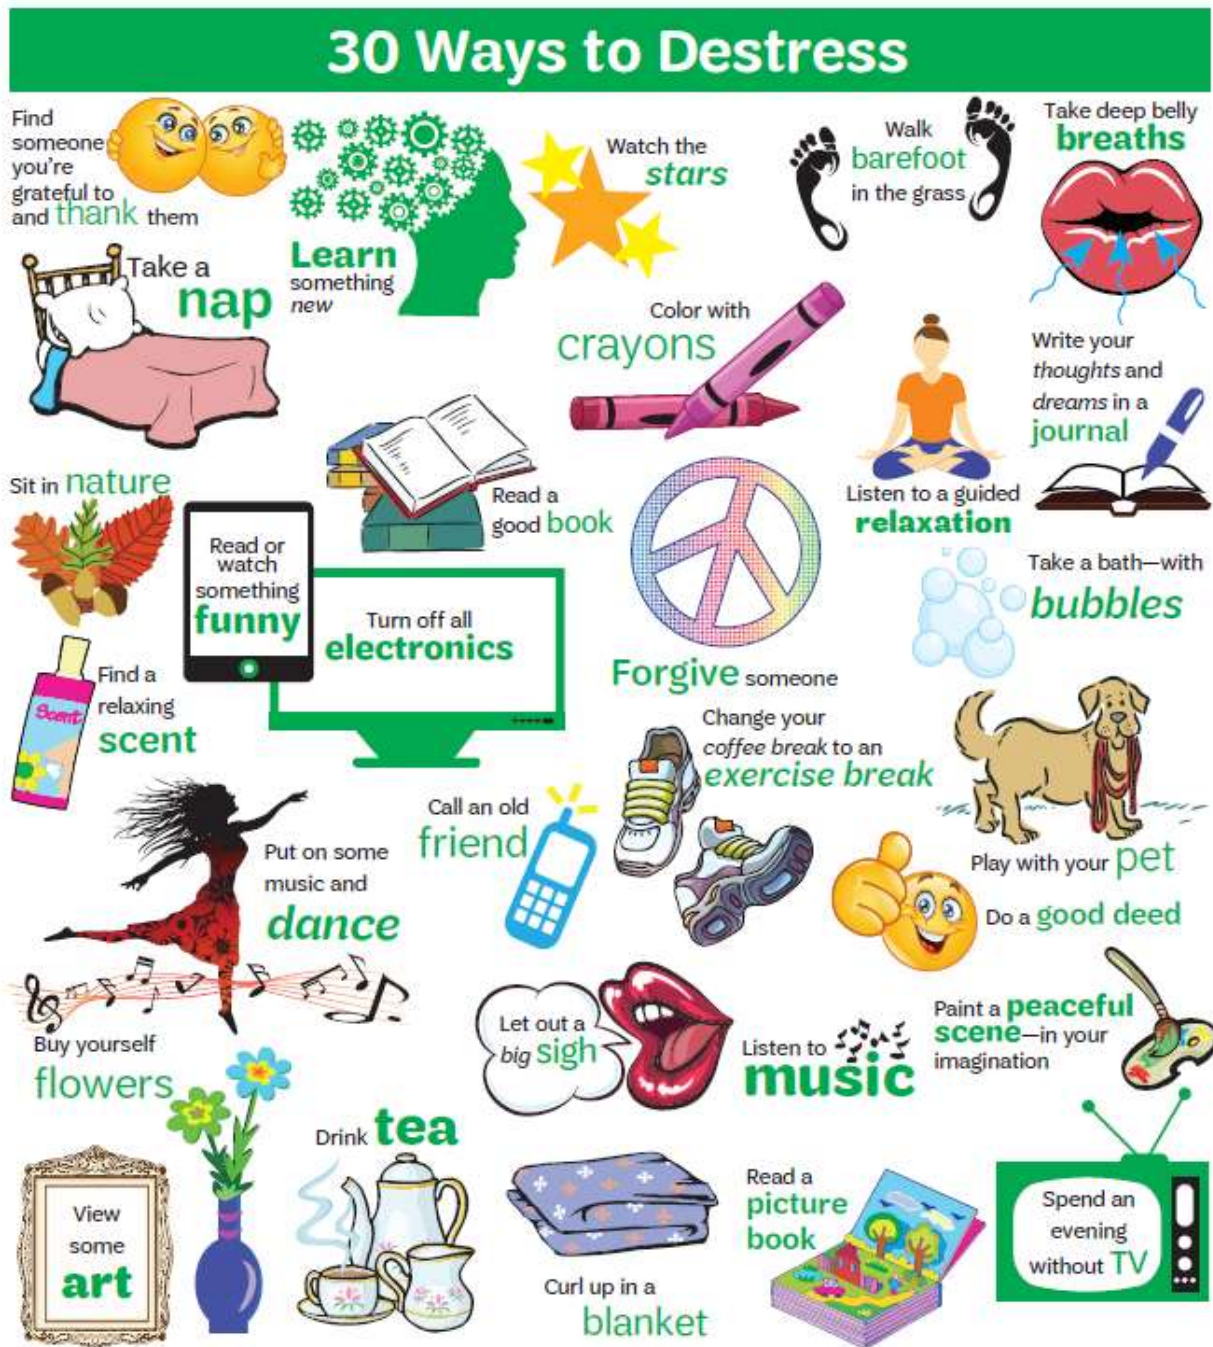 30 Ways to Destress
Find
someone
you're
grateful to
and thank them
Learn
something
new
Watch the
stars
Walk
barefoot
in the grass
Take deep belly
breaths
Take a
nap
Color with
crayons
Write your
thoughts and
dreams in a
journal
Sit in nature
Read a
good book
Listen to a guided
relaxation
Read or
watch
something
funny
Turn off all
electronics
Take a bath—with
bubbles
Forgive someone
Scent
Find a
relaxing
scent
Change your
coffee break to an
exercise break
Call an old
friend
Put on some
music and
dance
Play with your pet
Do a good deed
Let out a
big sigh
Listen to
music
Paint a peaceful
scene—in your
imagination
Buy yourself
flowers
Drink tea
View
some
art
Curl up in a
blanket
Read a
picture
book
Spend an
evening
without TV